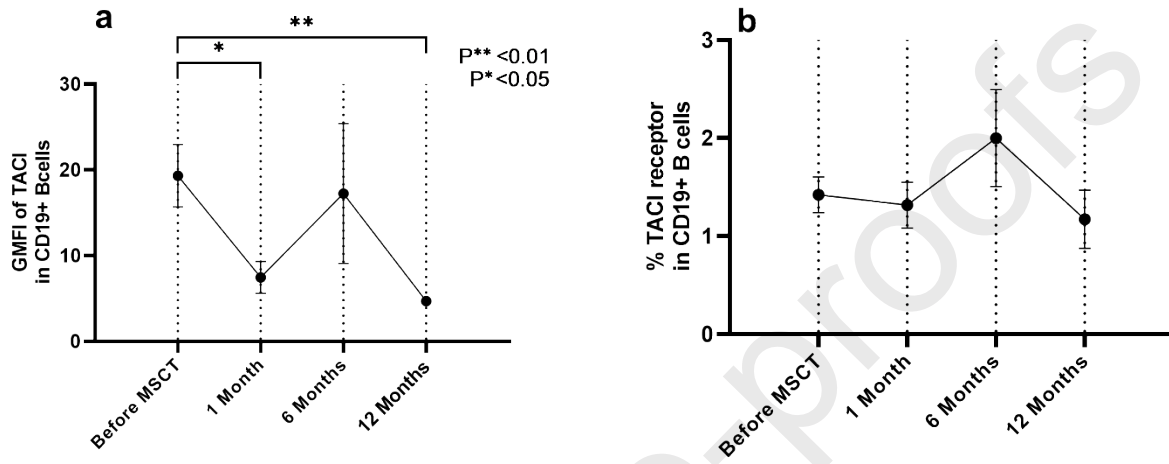 a
**
*
P** <0.01
P* <0.05
GMFI of TACI
in CD19+ Bcells
30
20
10
0
Before MSCT
1 Month
6 Months
12 Months
b
% TACI receptor
in CD19+ B cells
3
2
1
0
Before MSCT
1 Month
6 Months
12 Months
-proofs